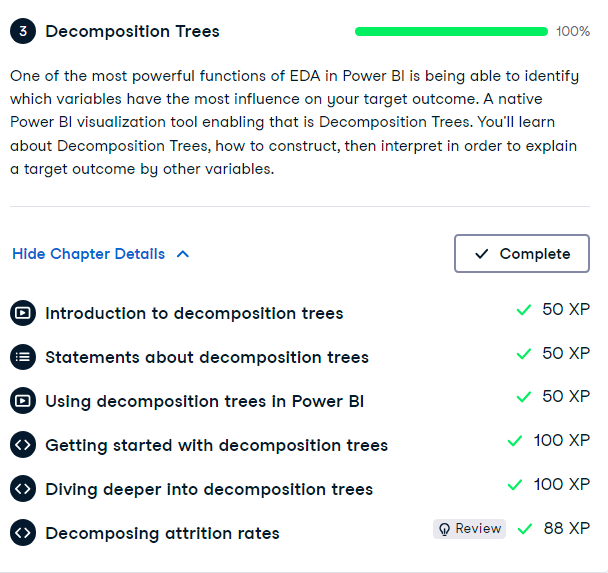 3 Decomposition Trees 100%
One of the most powerful functions of EDA in Power BI is being able to identify
which variables have the most influence on your target outcome. A native
Power BI visualization tool enabling that is Decomposition Trees. You'll learn
about Decomposition Trees, how to construct, then interpret in order to explain
a target outcome by other variables.
Hide Chapter Details Complete
Introduction to decomposition trees 50 XP
Statements about decomposition trees 50 XP
Using decomposition trees in Power BI 50 XP
Getting started with decomposition trees 100 XP
Diving deeper into decomposition trees 100 XP
Decomposing attrition rates Review 88 XP